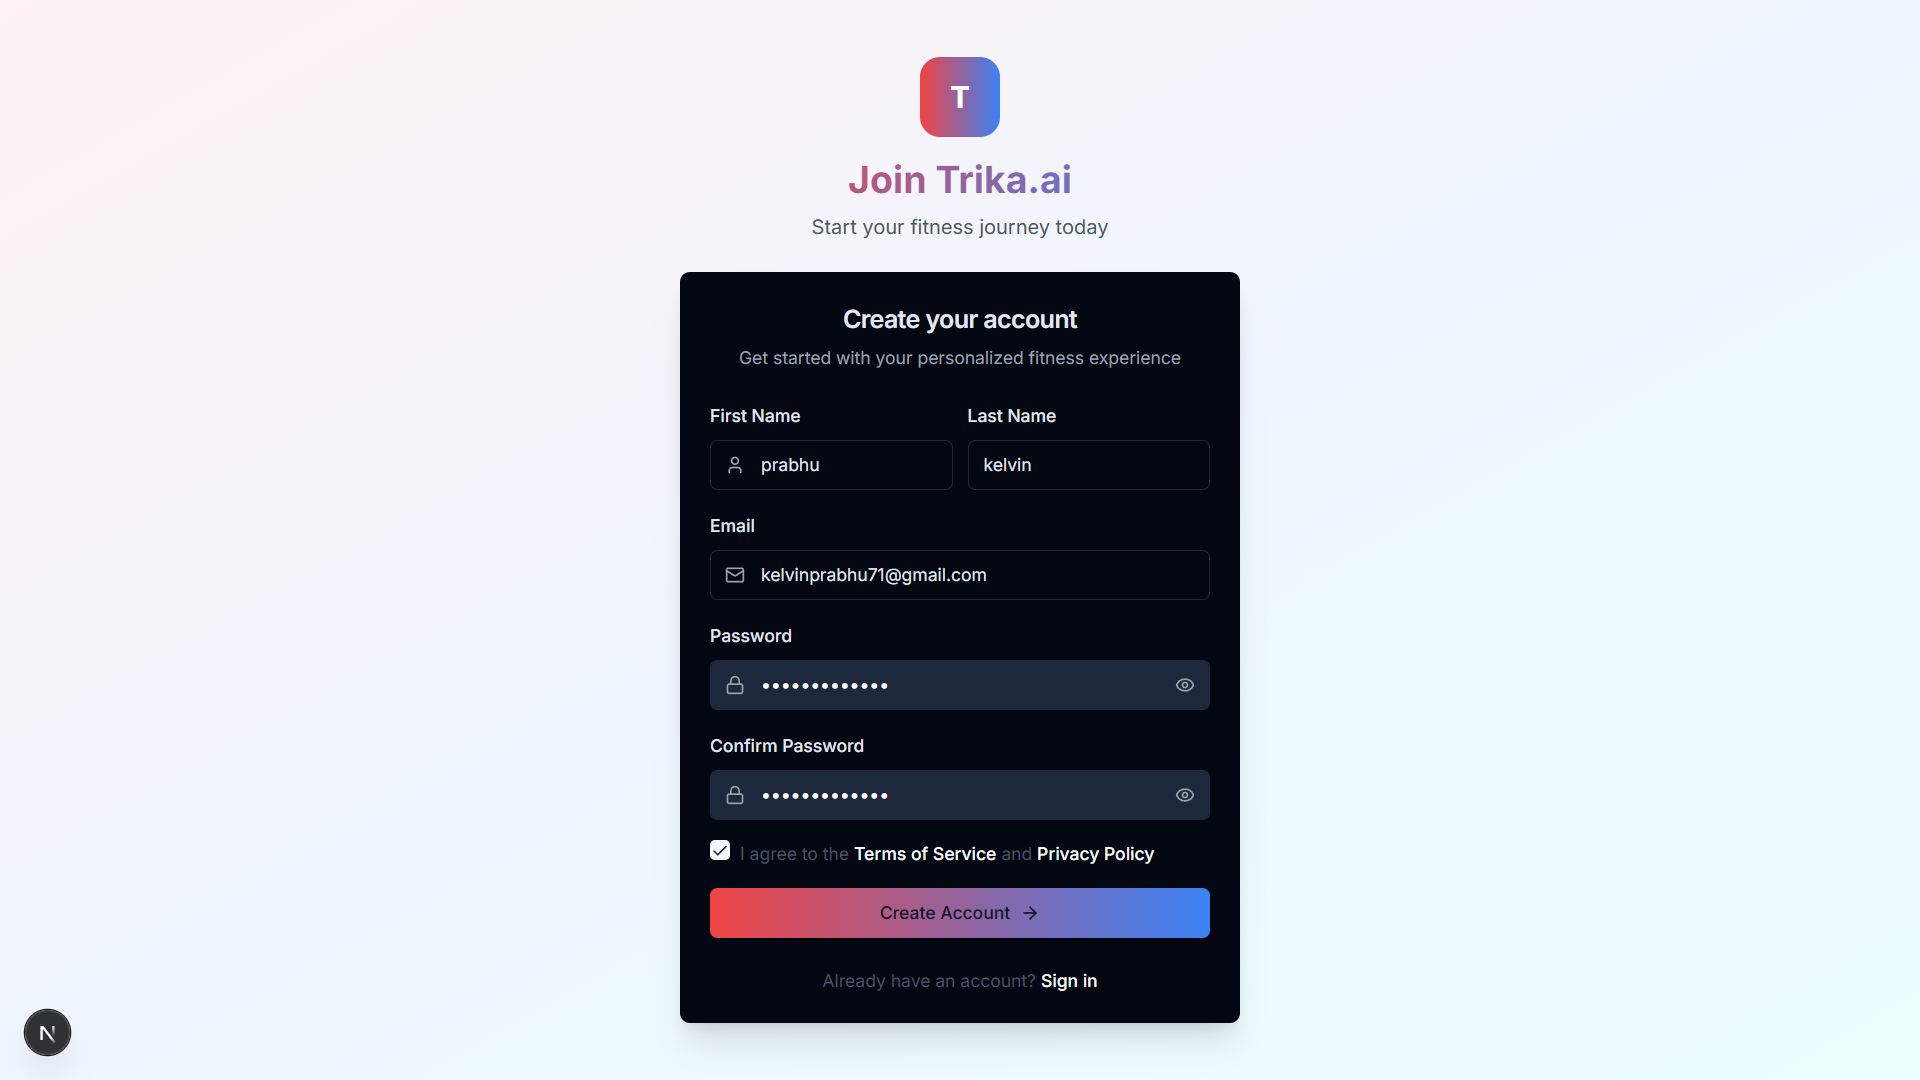 T
Join Trika.ai
Start your fitness journey today
Create your account
Get started with your personalized fitness experience
First Name
Last Name
prabhu
kelvin
Email
kelvinprabhu71@gmail.com
Password
•••••••••••••
Confirm Password
•••••••••••••
I agree to the Terms of Service and Privacy Policy
Create Account →
Already have an account? Sign in
N